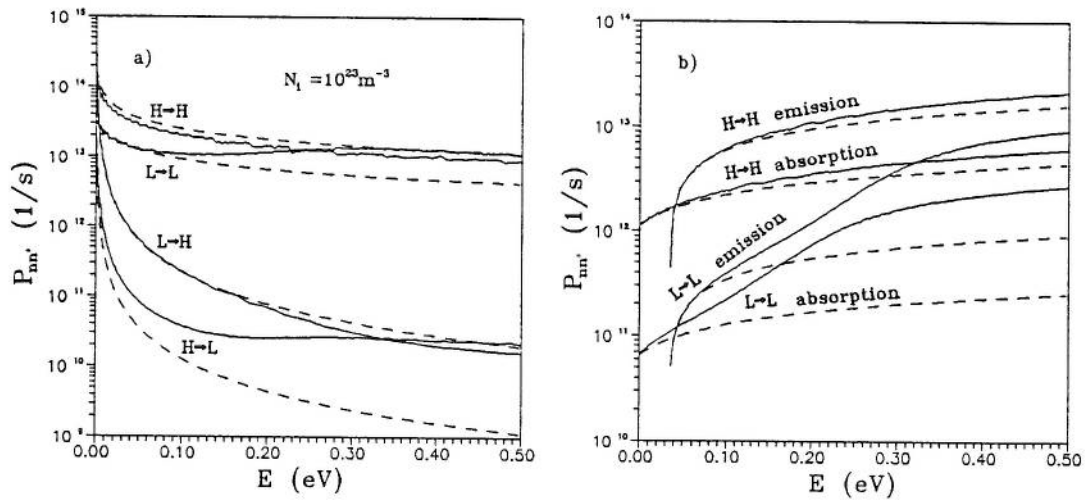 a)
N_i = 10^23 m^-3
H→H
L→L
L→H
H→L
P_nn' (1/s)
10^15
10^14
10^13
10^12
10^11
10^10
10^9
0.00 0.10 0.20 0.30 0.40 0.50
E (eV)
b)
H→H emission
H→H absorption
L→L emission
L→L absorption
P_nn' (1/s)
10^14
10^13
10^12
10^11
10^10
0.00 0.10 0.20 0.30 0.40 0.50
E (eV)